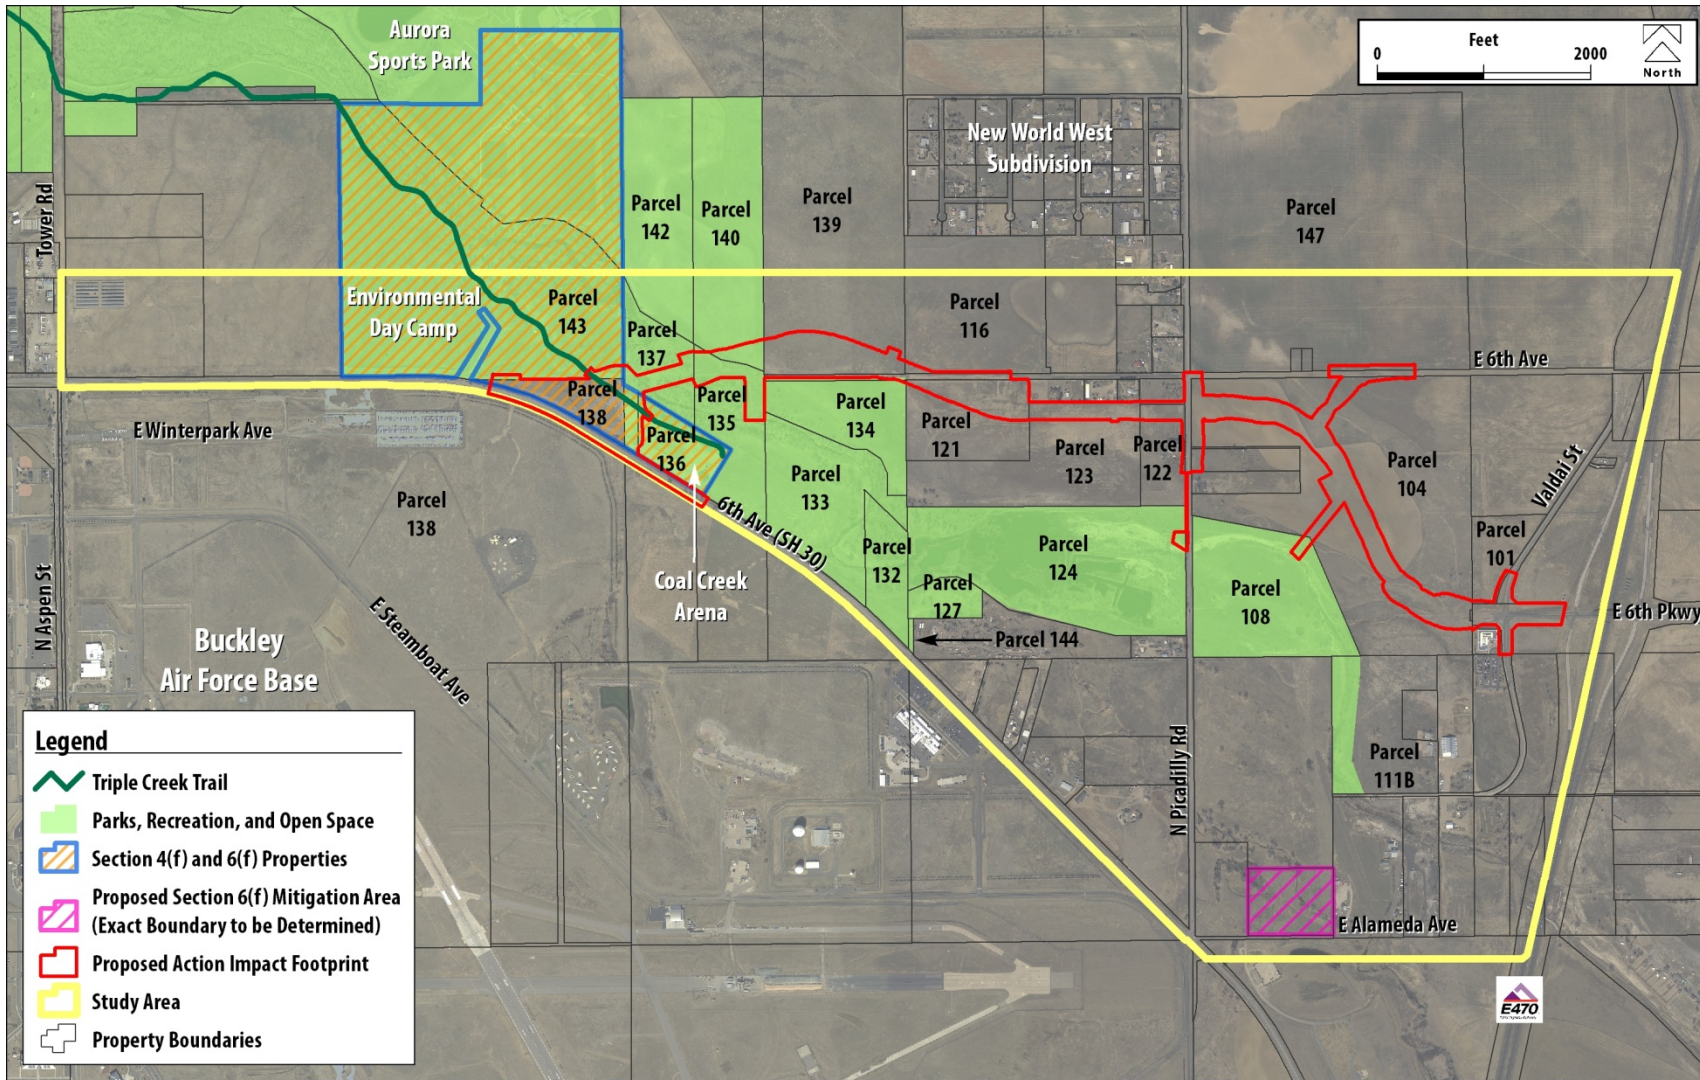 Aurora
Sports Park
Feet
0
2000
North
New World West
Subdivision
Tower Rd
Parcel
142
Parcel
140
Parcel
139
Parcel
147
Environmental
Day Camp
Parcel
143
Parcel
137
Parcel
116
E 6th Ave
Parcel
138
Parcel
135
Parcel
134
Parcel
136
Parcel
121
Parcel
123
Parcel
122
Parcel
104
E Winterpark Ave
Parcel
138
Parcel
133
6th Ave (SH 30)
Valdai St
Parcel
101
Parcel
132
Parcel
124
Parcel
127
Parcel
108
E 6th Pkwy
Coal Creek
Arena
Parcel 144
N Aspen St
E Steamboat Ave
Buckley
Air Force Base
N Picadilly Rd
Parcel
111B
E Alameda Ave
E470
Legend
Triple Creek Trail
Parks, Recreation, and Open Space
Section 4(f) and 6(f) Properties
Proposed Section 6(f) Mitigation Area
(Exact Boundary to be Determined)
Proposed Action Impact Footprint
Study Area
Property Boundaries